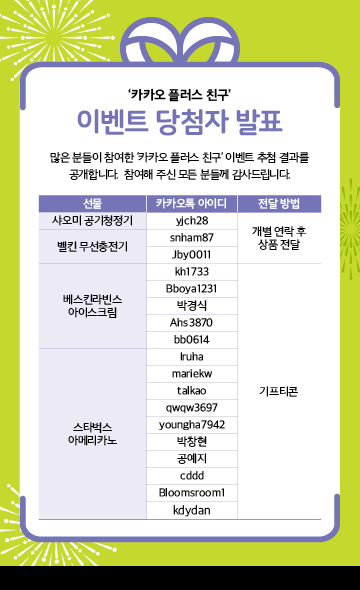 ‘카카오 플러스 친구’
이벤트 당첨자 발표
많은 분들이 참여한 ‘카카오 플러스 친구’ 이벤트 추첨 결과를
공개합니다. 참여해 주신 모든 분들께 감사드립니다.
선물 카카오톡 아이디 전달 방법
샤오미 공기청정기 yjch28
벨킨 무선충전기
snham87
Jby0011
개별 연락 후
상품 전달
베스킨라빈스
아이스크림
kh1733
Bboya1231
박경식
Ahs3870
bb0614
스타벅스
아메리카노
lruha
mariekw
talkao
qwqw3697
youngha7942
박창현
공예지
cddd
Bloomsroom1
kdydan
기프티콘